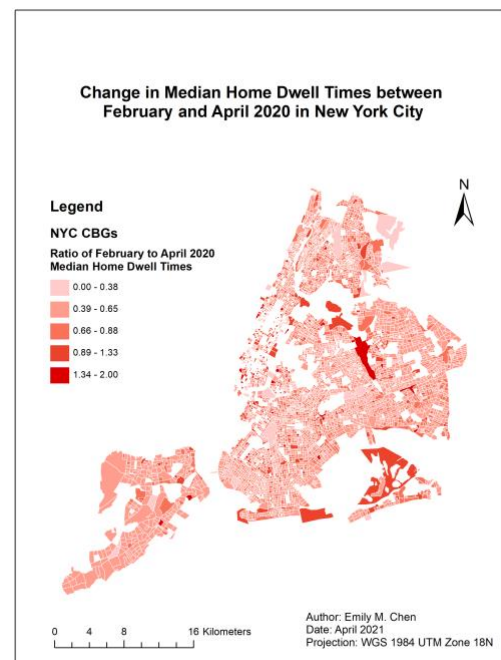 Change in Median Home Dwell Times between
February and April 2020 in New York City
N
Legend
NYC CBGs
Ratio of February to April 2020
Median Home Dwell Times
0.00 - 0.38
0.39 - 0.65
0.66 - 0.88
0.89 - 1.33
1.34 - 2.00
0 4 8 16 Kilometers
Author: Emily M. Chen
Date: April 2021
Projection: WGS 1984 UTM Zone 18N